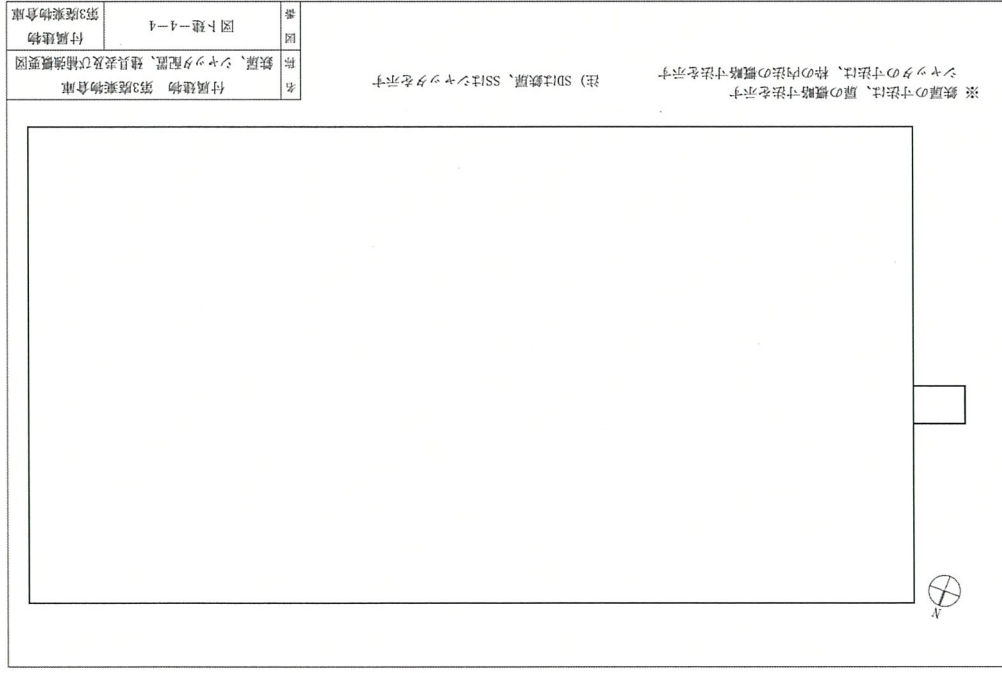 N
※ 鉄扉の寸法は、扉の概略寸法を示す
シャッタの寸法は、枠の内法の概略寸法を示す
注）SDは鉄扉、SSはシャッタを示す
名称
付属建物 第3廃棄物倉庫
鉄扉、シャッタ配置、建具表及び補強概要図
図番
図ト建－4－4
付属建物
第3廃棄物倉庫